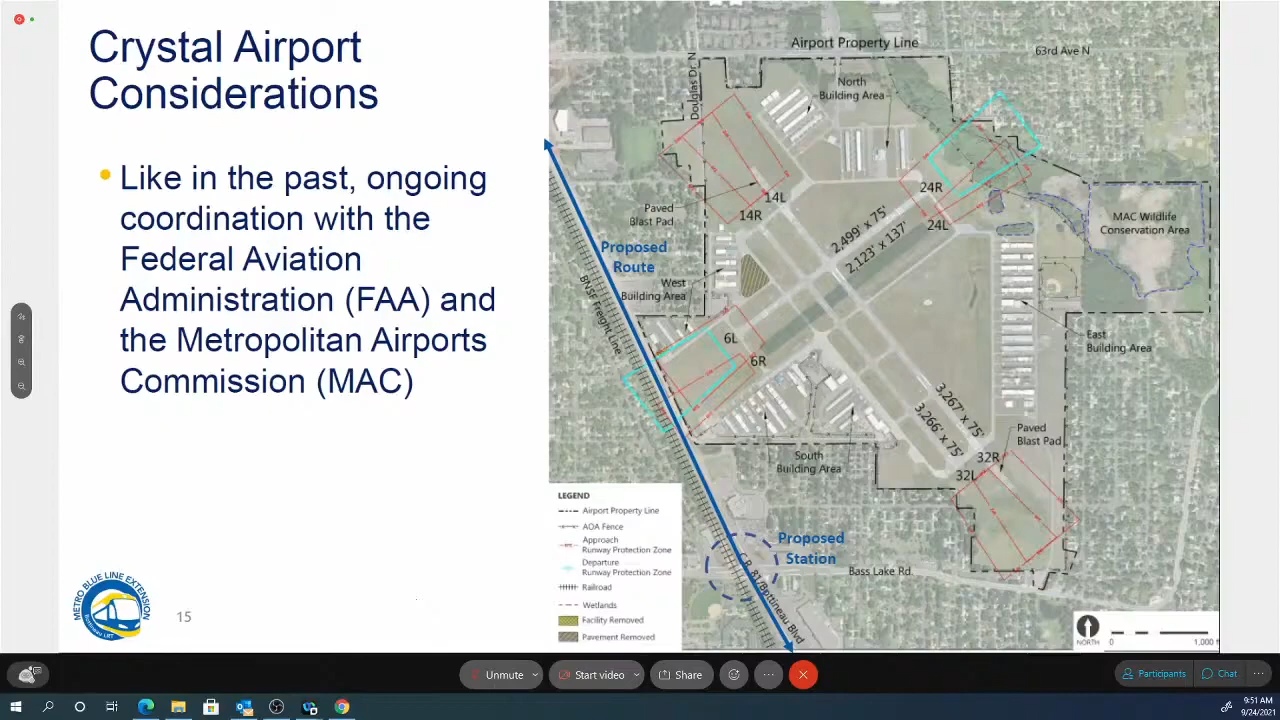 Crystal Airport
Considerations
• Like in the past, ongoing
coordination with the
Federal Aviation
Administration (FAA) and
the Metropolitan Airports
Commission (MAC)
METRO BLUE LINE EXTENSION
Bottineau LRT
15
Airport Property Line
63rd Ave N
Douglas Dr. N
North
Building Area
14L
14R
Paved
Blast Pad
24R
24L
2,499' x 75'
2,123' x 137'
MAC Wildlife
Conservation Area
Proposed
Route
BNSF Freight Line
West
Building Area
6L
6R
East
Building Area
3,267' x 75'
3,266' x 75'
Paved
Blast Pad
32R
32L
South
Building Area
Proposed
Station
C.R. 81/Bottineau Blvd
Bass Lake Rd
LEGEND
Airport Property Line
AOA Fence
Approach
Runway Protection Zone
Departure
Runway Protection Zone
Railroad
Wetlands
Facility Removed
Pavement Removed
NORTH
0
1,000 f
Unmute
Start video
Share
Participants
Chat
9:51 AM
9/24/2021